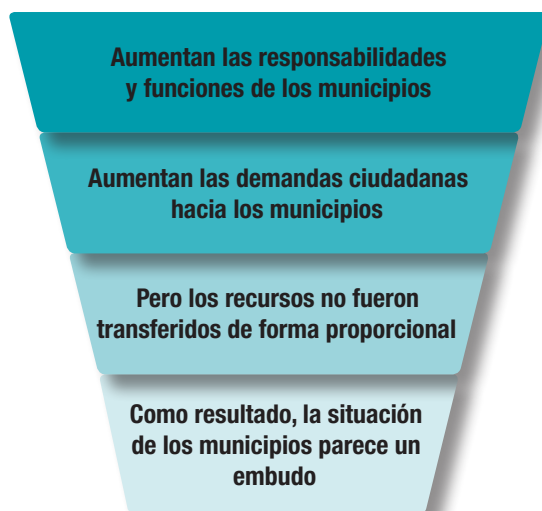 Aumentan las responsabilidades
y funciones de los municipios
Aumentan las demandas ciudadanas
hacia los municipios
Pero los recursos no fueron
transferidos de forma proporcional
Como resultado, la situación
de los municipios parece un
embudo